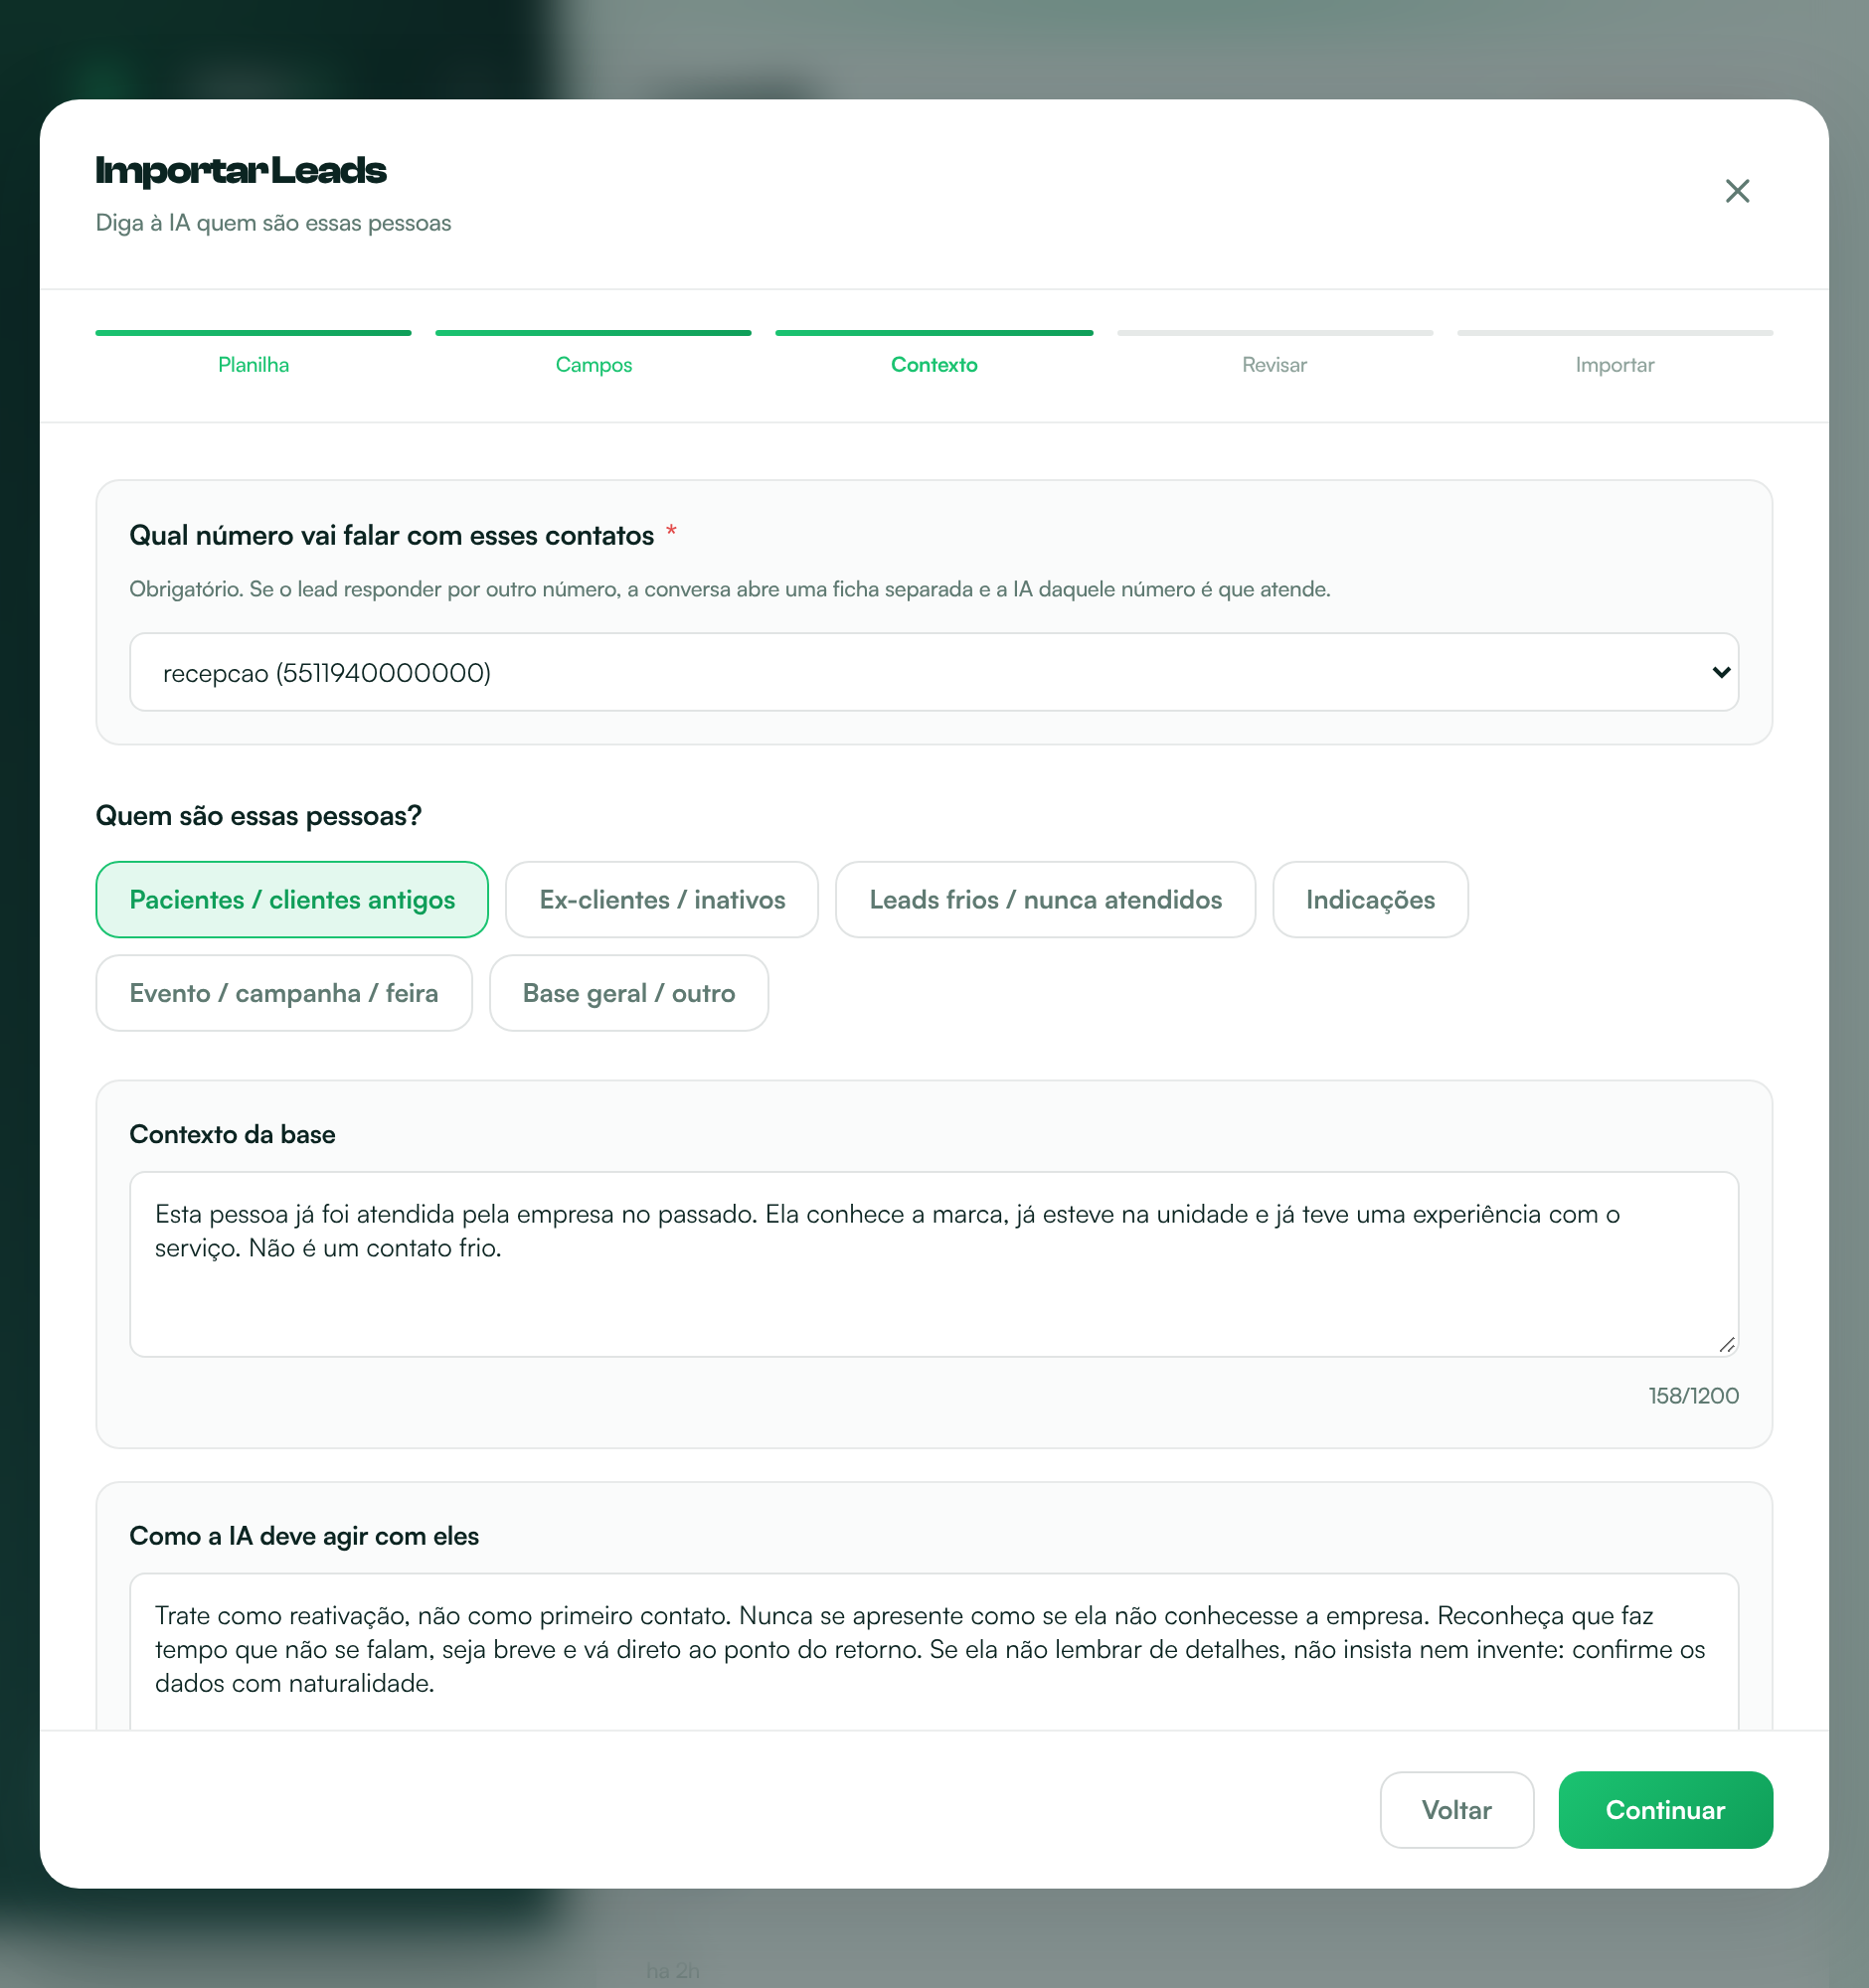 Importar Leads
Diga à IA quem são essas pessoas
Planilha
Campos
Contexto
Revisar
Importar
Qual número vai falar com esses contatos *
Obrigatório. Se o lead responder por outro número, a conversa abre uma ficha separada e a IA daquele número é que atende.
recepcao (5511940000000)
Quem são essas pessoas?
Pacientes / clientes antigos
Ex-clientes / inativos
Leads frios / nunca atendidos
Indicações
Evento / campanha / feira
Base geral / outro
Contexto da base
Esta pessoa já foi atendida pela empresa no passado. Ela conhece a marca, já esteve na unidade e já teve uma experiência com o
serviço. Não é um contato frio.
158/1200
Como a IA deve agir com eles
Trate como reativação, não como primeiro contato. Nunca se apresente como se ela não conhecesse a empresa. Reconheça que faz
tempo que não se falam, seja breve e vá direto ao ponto do retorno. Se ela não lembrar de detalhes, não insista nem invente: confirme os
dados com naturalidade.
Voltar
Continuar
ha 2h